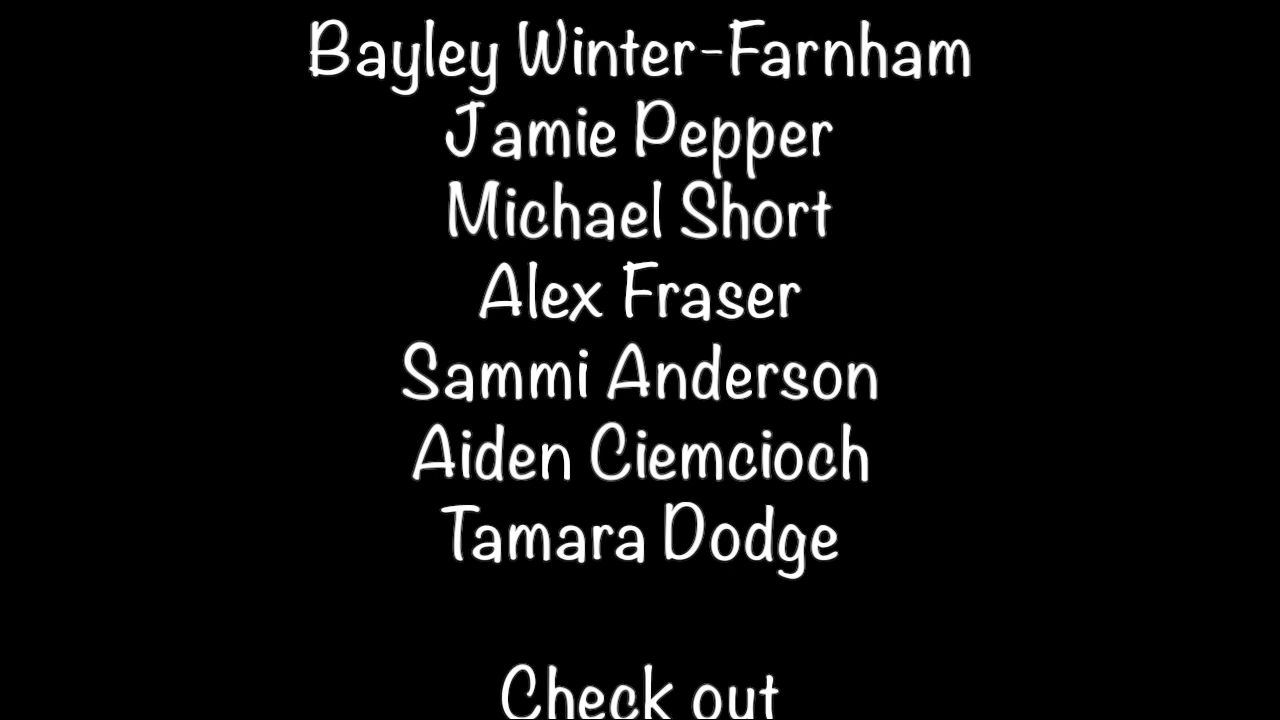 Bayley Winter-Farnham
Jamie Pepper
Michael Short
Alex Fraser
Sammi Anderson
Aiden Ciemcioch
Tamara Dodge
Check out